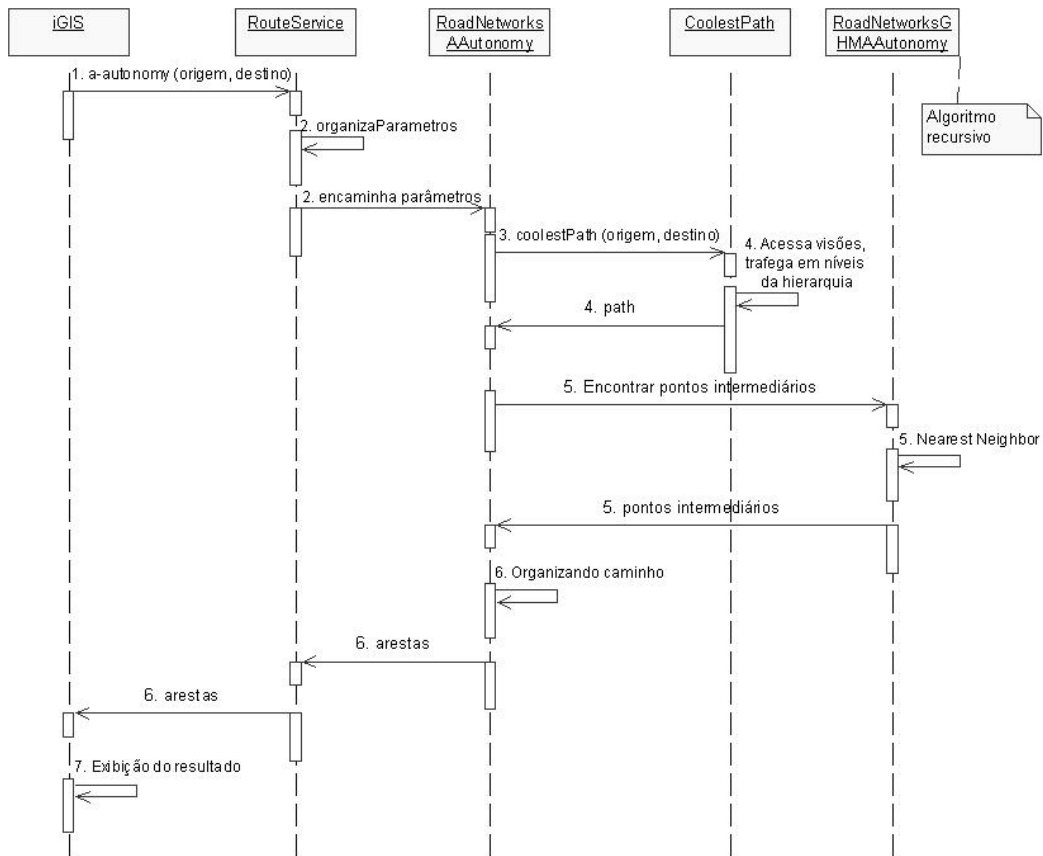 iGIS
RouteService
RoadNetworks
AAutonomy
CoolestPath
RoadNetworksG
HMAAutonomy
1. a-autonomy (origem, destino)
Algoritmo
recursivo
2. organizaParametros
2. encaminha parâmetros
3. coolestPath (origem, destino)
4. Acessa visões,
trafega em níveis
da hierarquia
4. path
5. Encontrar pontos intermediários
5. Nearest Neighbor
5. pontos intermediários
6. Organizando caminho
6. arestas
6. arestas
7. Exibição do resultado